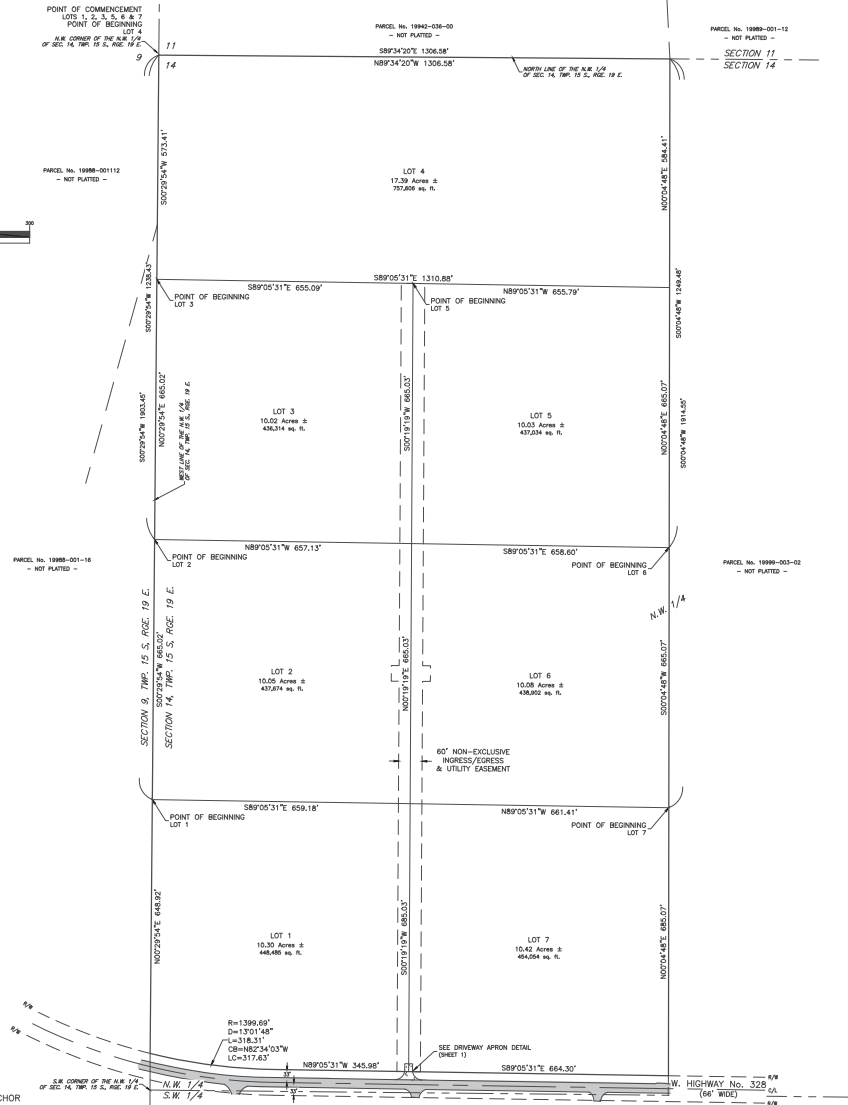 POINT OF COMMENCEMENT
LOTS 1, 2, 3, 5, 6 & 7
POINT OF BEGINNING
LOT 4
N.W. CORNER OF THE N.W. 1/4
OF SEC. 14, TWP. 15 S., RGE. 19 E.
PARCEL No. 19942-036-00
- NOT PLATTED -
PARCEL No. 19989-001-12
- NOT PLATTED -
11
9
14
S89°34'20"E 1306.58'
N89°34'20"W 1306.58'
NORTH LINE OF THE N.W. 1/4
OF SEC. 14, TWP. 15 S., RGE. 19 E.
SECTION 11
SECTION 14
S00°29'54"W 573.41'
N00°04'48"E 584.41'
PARCEL No. 19988-001112
- NOT PLATTED -
LOT 4
17.39 Acres ±
757,606 sq. ft.
300
S00°29'54"W 1238.43'
S89°05'31"E 1310.88'
S89°05'31"E 655.09'
N89°05'31"W 655.79'
S00°04'48"W 1249.48'
POINT OF BEGINNING
LOT 3
POINT OF BEGINNING
LOT 5
S00°29'54"W 1903.45'
N00°29'54"E 665.02'
WEST LINE OF THE N.W. 1/4
OF SEC. 14, TWP. 15 S., RGE. 19 E.
LOT 3
10.02 Acres ±
436,314 sq. ft.
S00°19'19"W 665.03'
LOT 5
10.03 Acres ±
437,034 sq. ft.
N00°04'48"E 665.07'
S00°04'48"W 1914.55'
N89°05'31"W 657.13'
S89°05'31"E 658.60'
PARCEL No. 19988-001-16
- NOT PLATTED -
POINT OF BEGINNING
LOT 2
POINT OF BEGINNING
LOT 6
PARCEL No. 19999-003-02
- NOT PLATTED -
N.W. 1/4
SECTION 9, TWP. 15 S, RGE. 19 E.
SECTION 14, TWP. 15 S, RGE. 19 E.
S00°29'54"W 665.02'
LOT 2
10.05 Acres ±
437,674 sq. ft.
N00°19'19"E 665.03'
LOT 6
10.08 Acres ±
438,902 sq. ft.
S00°04'48"W 665.07'
60' NON-EXCLUSIVE
INGRESS/EGRESS
& UTILITY EASEMENT
S89°05'31"E 659.18'
N89°05'31"W 661.41'
POINT OF BEGINNING
LOT 1
POINT OF BEGINNING
LOT 7
N00°29'54"E 648.92'
LOT 1
10.30 Acres ±
448,485 sq. ft.
S00°19'19"W 685.03'
LOT 7
10.42 Acres ±
454,054 sq. ft.
N00°04'48"E 685.07'
R/W
R/W
R=1399.69'
D=13°01'48"
L=318.31'
CB=N82°34'03"W
LC=317.63'
SEE DRIVEWAY APRON DETAIL
(SHEET 1)
N89°05'31"W 345.98'
S89°05'31"E 664.30'
33'
33'
S.W. CORNER OF THE N.W. 1/4
OF SEC. 14, TWP. 15 S., RGE. 19 E.
N.W. 1/4
S.W. 1/4
R/W
W. HIGHWAY No. 328
C/L
(66' WIDE)
R/W
CHOR